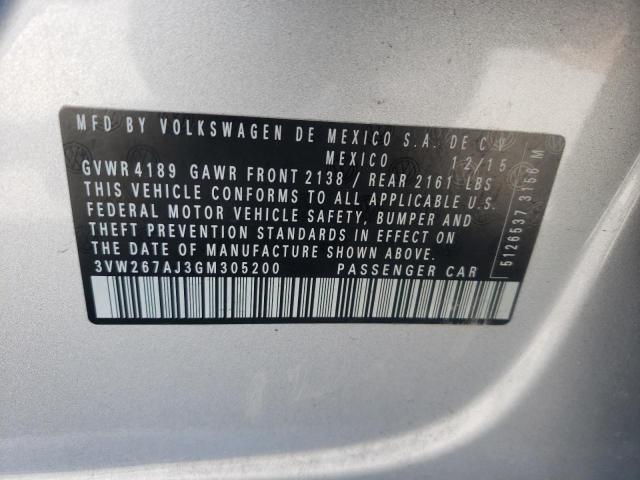 MFD BY VOLKSWAGEN DE MEXICO S.A. DE C.V
MEXICO 12/15
GVWR 4189 GAWR FRONT 2138 / REAR 2161 LBS
THIS VEHICLE CONFORMS TO ALL APPLICABLE U.S.
FEDERAL MOTOR VEHICLE SAFETY, BUMPER AND
THEFT PREVENTION STANDARDS IN EFFECT ON
THE DATE OF MANUFACTURE SHOWN ABOVE.
3VW267AJ3GM305200 PASSENGER CAR
5126537 3156 M